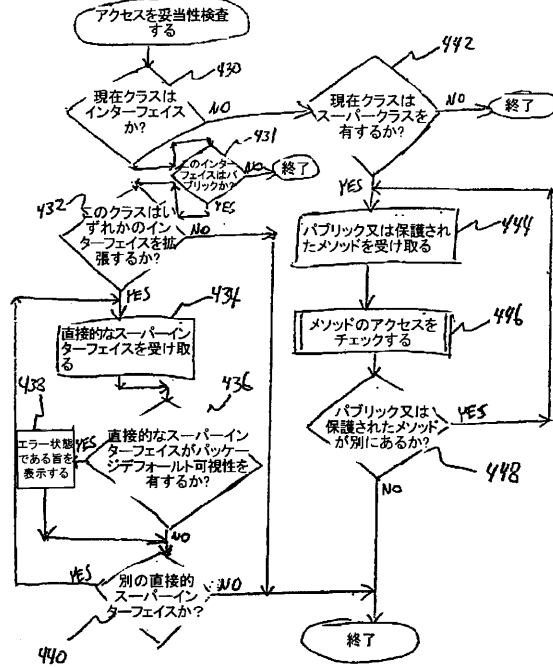 アクセスを妥当性検査
する
430
現在クラスは
インターフェイス
か?
NO
442
現在クラスは
スーパークラスを
有するか?
NO
終了
431
このインター
フェイスはパ
ブリックか?
NO
終了
YES
432
このクラスはい
ずれかのイン
ターフェイスを拡
張するか?
NO
YES
434
直接的なスーパーイン
ターフェイスを受け取
る
436
直接的なスーパーイン
ターフェイスがパッケー
ジデフォールト可視性を
有するか?
YES
438
エラー状態
である旨を
表示する
NO
別の直接的
スーパーイン
ターフェイスか?
YES
NO
440
YES
パブリック又は保護され
たメソッドを受け取る
444
メソッドのアクセスを
チェックする
446
パブリック又は
保護されたメソッド
が別にあるか?
YES
448
NO
終了